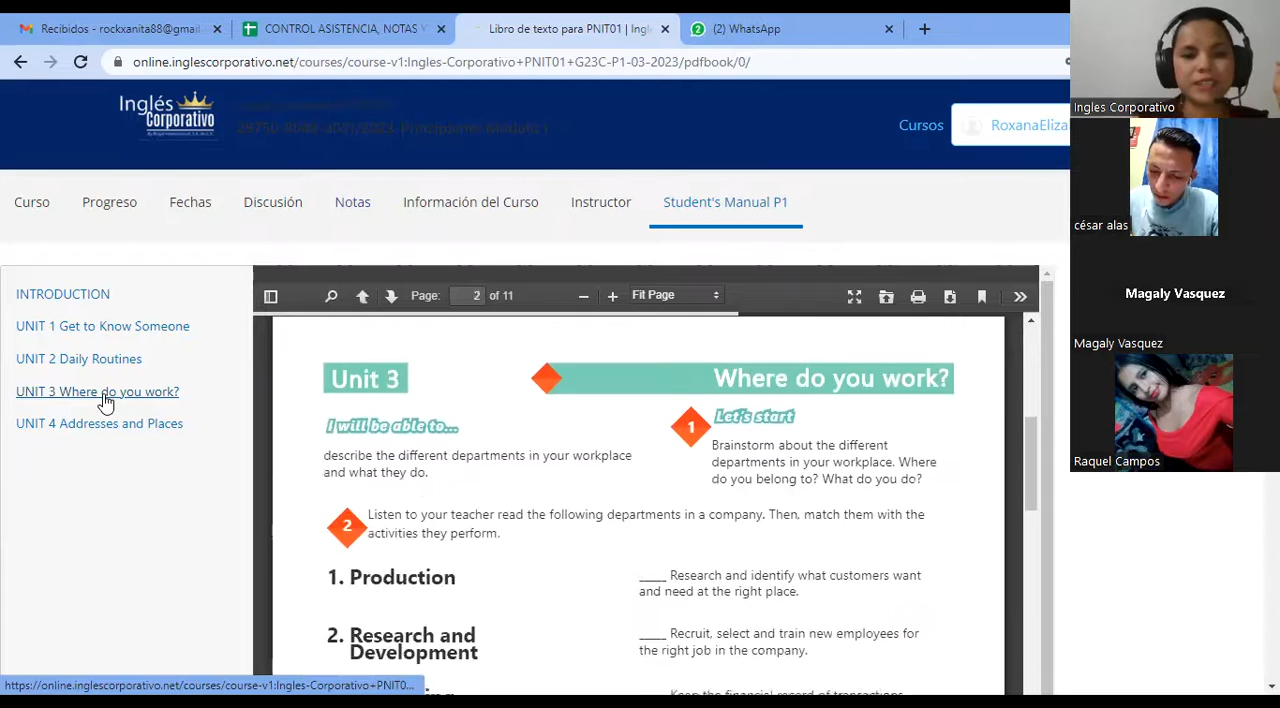 Recibidos - rockxanita88@gmail
CONTROL ASISTENCIA, NOTAS Y
Libro de texto para PNIT01 | Ingl
(2) WhatsApp
online.inglescorporativo.net/courses/course-v1:Ingles-Corporativo+PNIT01+G23C-P1-03-2023/pdfbook/0/
Inglés
Corporativo
Cursos
RoxanaEliza
Curso
Progreso
Fechas
Discusión
Notas
Información del Curso
Instructor
Student's Manual P1
INTRODUCTION
UNIT 1 Get to Know Someone
UNIT 2 Daily Routines
UNIT 3 Where do you work?
UNIT 4 Addresses and Places
Page: 2 of 11
Fit Page
Unit 3
Where do you work?
I will be able to...
describe the different departments in your workplace
and what they do.
1
Let's start
Brainstorm about the different
departments in your workplace. Where
do you belong to? What do you do?
2
Listen to your teacher read the following departments in a company. Then, match them with the
activities they perform.
1. Production
_____ Research and identify what customers want
and need at the right place.
2. Research and
Development
_____ Recruit, select and train new employees for
the right job in the company.
Keep the financial record of transactions
https://online.inglescorporativo.net/courses/course-v1:Ingles-Corporativo+PNIT0...
Ingles Corporativo
césar alas
Magaly Vasquez
Magaly Vasquez
Raquel Campos